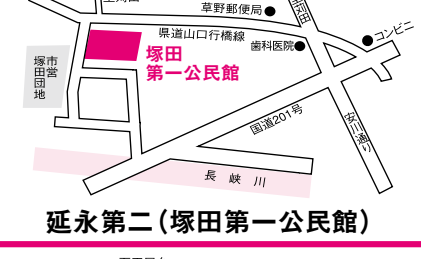 草野郵便局
県道山口行橋線
歯科医院
コンビニ
塚田
第一公民館
市営
塚田団地
国道201号
安川通り
長峡川
延永第二（塚田第一公民館）